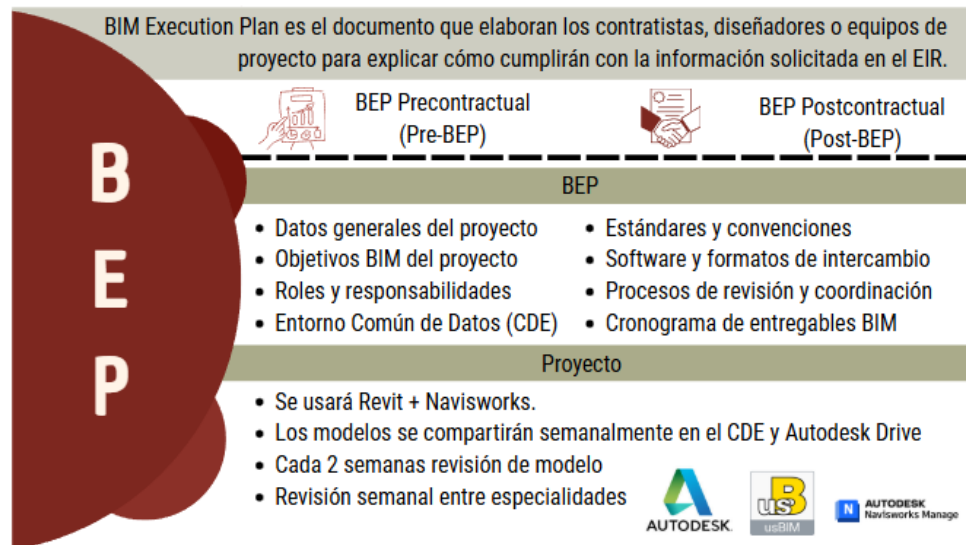 BIM Execution Plan es el documento que elaboran los contratistas, diseñadores o equipos de
proyecto para explicar cómo cumplirán con la información solicitada en el EIR.
BEP Precontractual
(Pre-BEP)
BEP Postcontractual
(Post-BEP)
B
E
P
BEP
• Datos generales del proyecto
• Objetivos BIM del proyecto
• Roles y responsabilidades
• Entorno Común de Datos (CDE)
• Estándares y convenciones
• Software y formatos de intercambio
• Procesos de revisión y coordinación
• Cronograma de entregables BIM
Proyecto
• Se usará Revit + Navisworks.
• Los modelos se compartirán semanalmente en el CDE y Autodesk Drive
• Cada 2 semanas revisión de modelo
• Revisión semanal entre especialidades
AUTODESK.
usB
usBIM
N
AUTODESK
Navisworks Manage